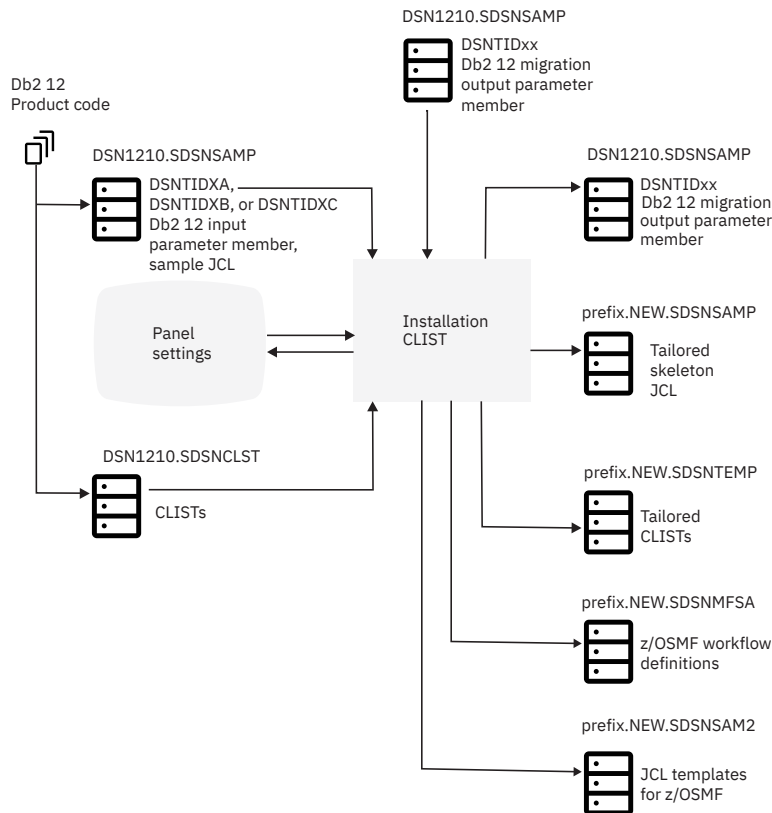 DSN1210.SDSNSAMP
DSNTIDxx
Db2 12 migration
output parameter
member
Db2 12
Product code
DSN1210.SDSNSAMP
DSNTIDXA,
DSNTIDXB, or DSNTIDXC
Db2 12 input
parameter member,
sample JCL
DSN1210.SDSNSAMP
DSNTIDxx
Db2 12 migration
output parameter
member
Panel
settings
Installation
CLIST
prefix.NEW.SDSNSAMP
Tailored
skeleton
JCL
DSN1210.SDSNCLST
CLISTs
prefix.NEW.SDSNTEMP
Tailored
CLISTs
prefix.NEW.SDSNMFSA
z/OSMF workflow
definitions
prefix.NEW.SDSNSAM2
JCL templates
for z/OSMF